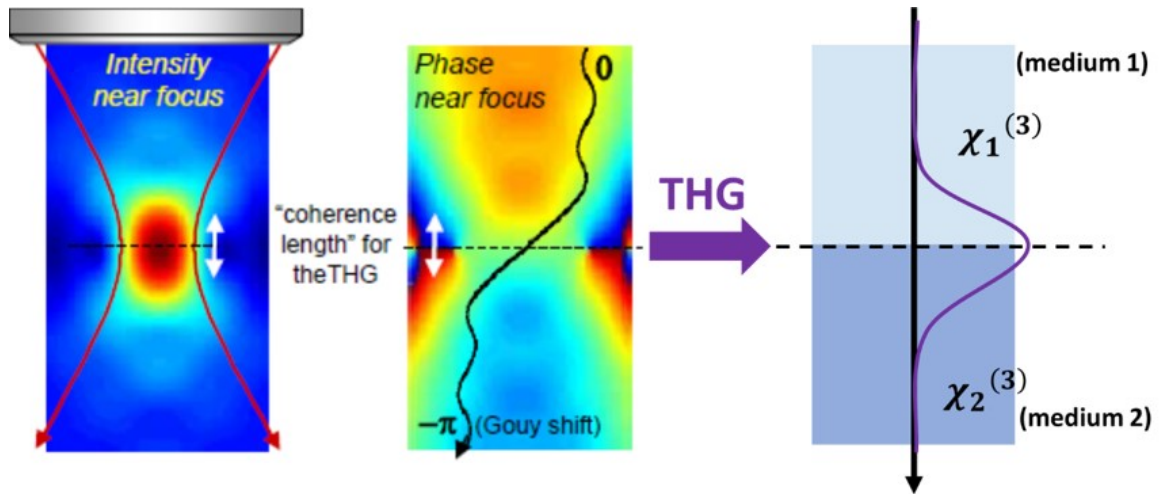 Intensity
near focus
"coherence
length" for
theTHG
Phase
near focus
0
−π (Gouy shift)
THG
(medium 1)
χ₁⁽³⁾
χ₂⁽³⁾
(medium 2)